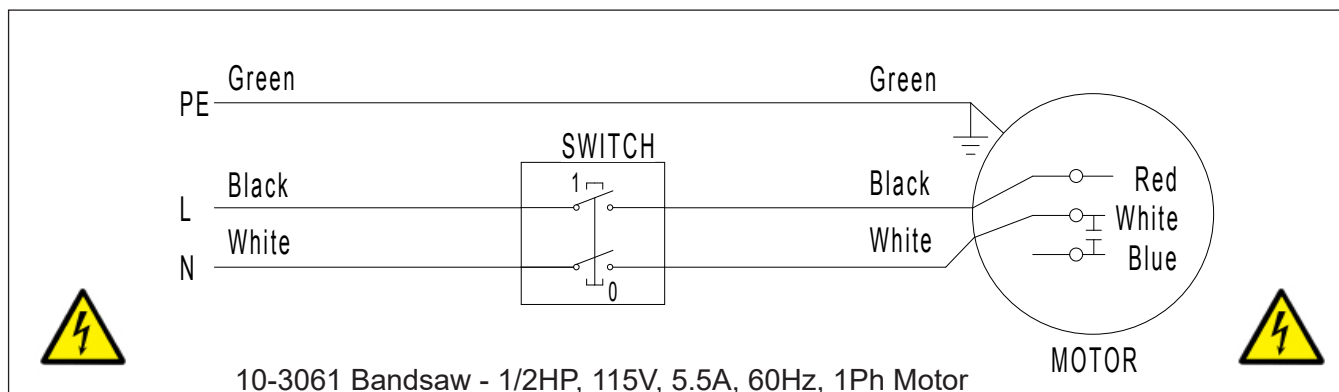 Green Green
PE
SWITCH
1
Black Black Red
L
White White White
N Blue
0
MOTOR
10-3061 Bandsaw - 1/2HP, 115V, 5.5A, 60Hz, 1Ph Motor